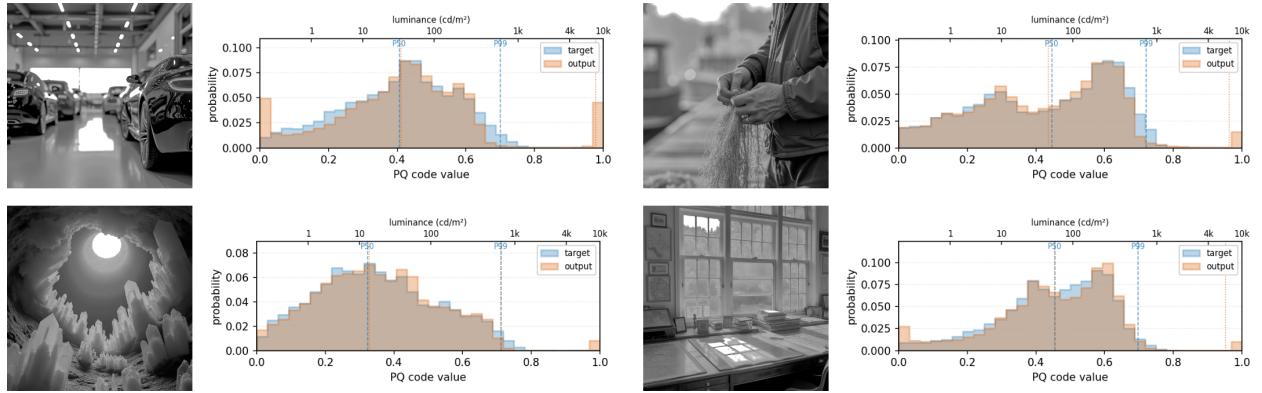 luminance (cd/m²)
1 10 100 1k 4k 10k
P50 P99
target
output
0.100
0.075
0.050
0.025
0.000
probability
0.0 0.2 0.4 0.6 0.8 1.0
PQ code value
luminance (cd/m²)
1 10 100 1k 4k 10k
P50 P99
target
output
0.100
0.075
0.050
0.025
0.000
probability
0.0 0.2 0.4 0.6 0.8 1.0
PQ code value
luminance (cd/m²)
1 10 100 1k 4k 10k
P50 P99
target
output
0.08
0.06
0.04
0.02
0.00
probability
0.0 0.2 0.4 0.6 0.8 1.0
PQ code value
luminance (cd/m²)
1 10 100 1k 4k 10k
P50 P99
target
output
0.100
0.075
0.050
0.025
0.000
probability
0.0 0.2 0.4 0.6 0.8 1.0
PQ code value